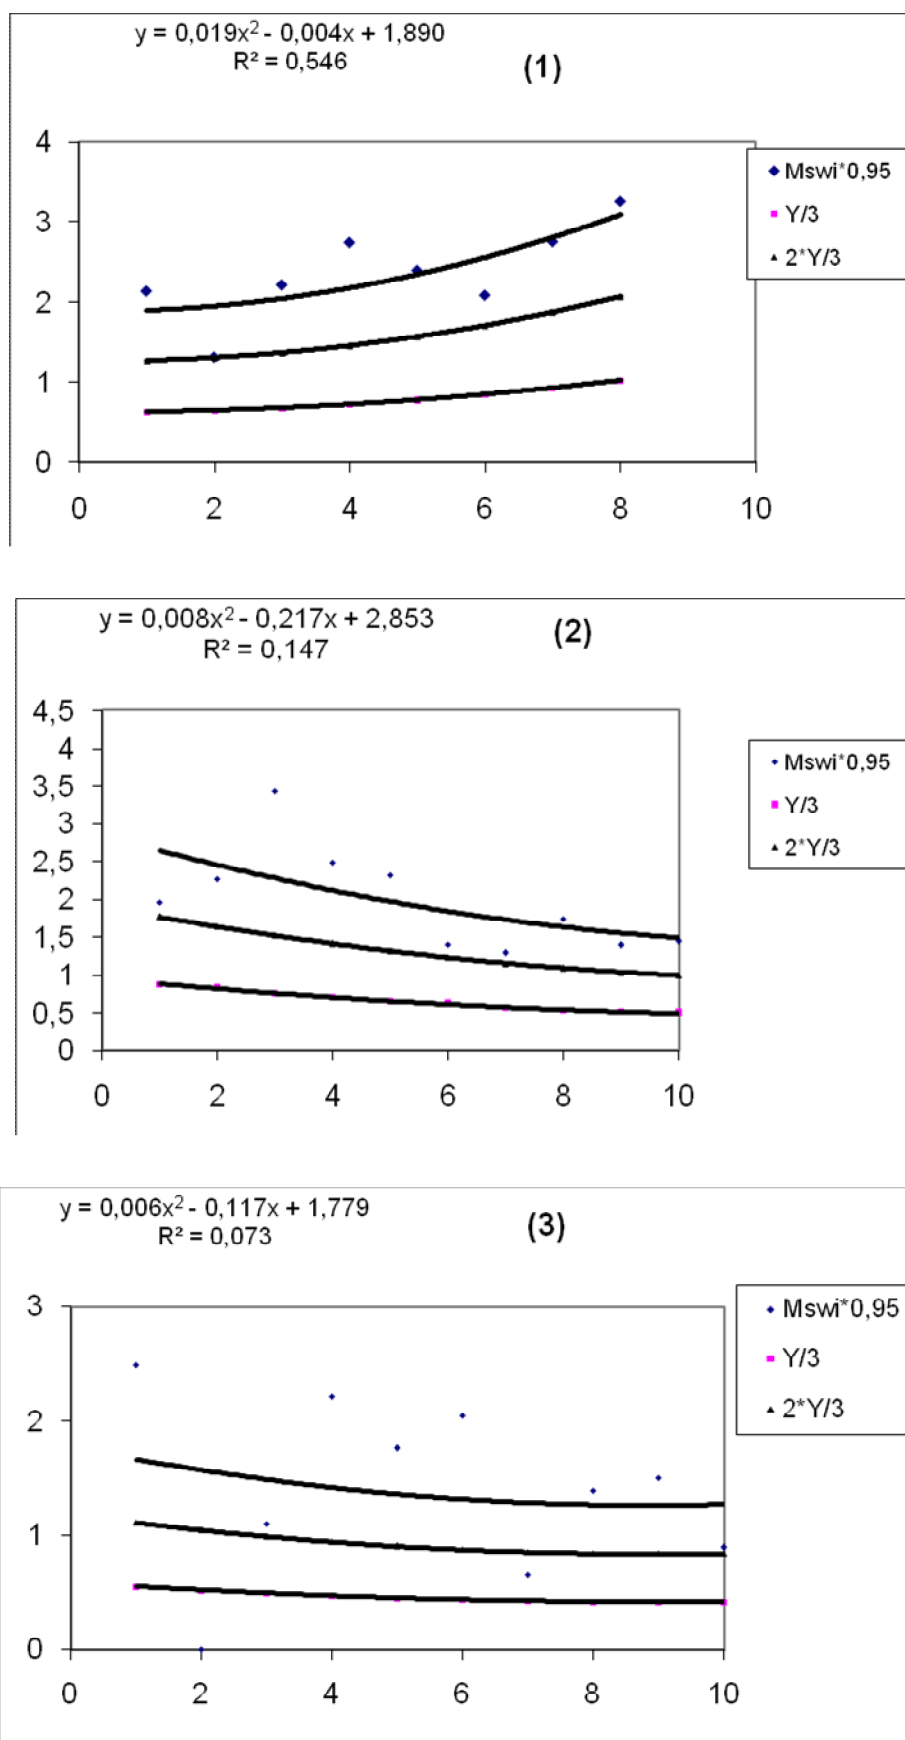 y = 0,019x² - 0,004x + 1,890
R² = 0,546
(1)
4
3
2
1
0
0 2 4 6 8 10
Mswi*0,95
Y/3
2*Y/3
y = 0,008x² - 0,217x + 2,853
R² = 0,147
(2)
4,5
4
3,5
3
2,5
2
1,5
1
0,5
0
0 2 4 6 8 10
Mswi*0,95
Y/3
2*Y/3
y = 0,006x² - 0,117x + 1,779
R² = 0,073
(3)
3
2
1
0
0 2 4 6 8 10
Mswi*0,95
Y/3
2*Y/3